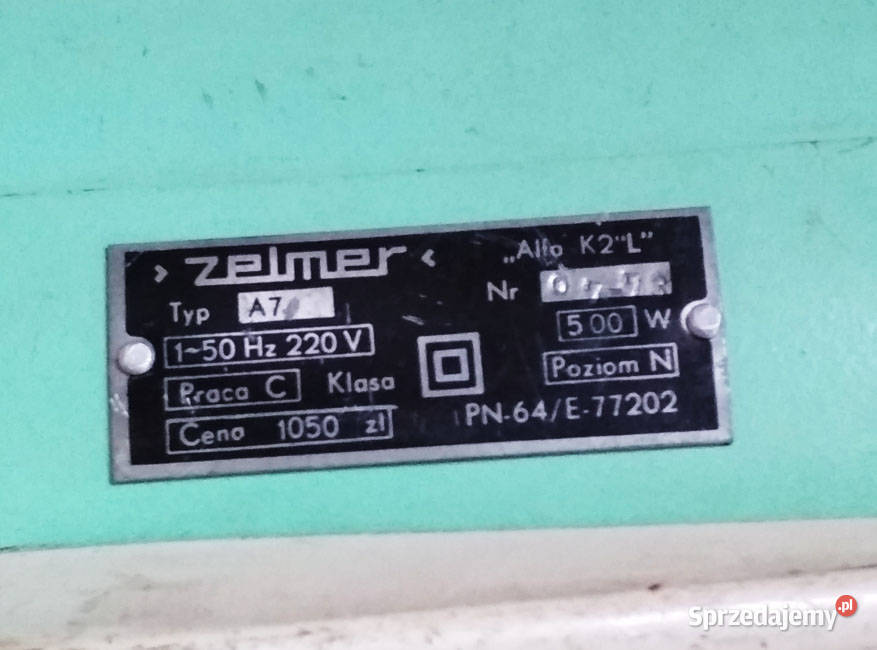 zelmer
„Alfa K2"L"
Typ A7
Nr
1~50 Hz 220 V
500 W
Praca C Klasa
Poziom N
Cena 1050 zł
PN-64/E-77202
Sprzedajemy.pl